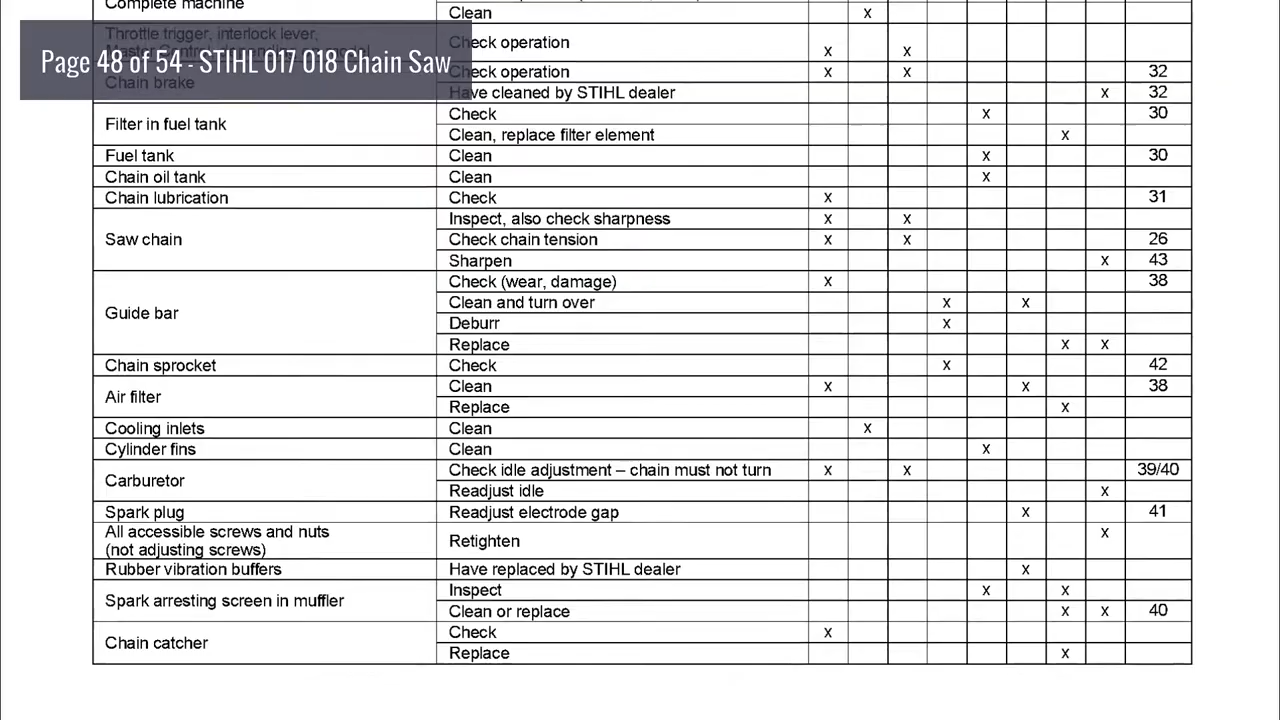 Complete machine
Clean x
Throttle trigger, interlock lever,
Check operation x x
Page 48 of 54 - STIHL 017 018 Chain Saw
Chain brake
Check operation x x 32
Have cleaned by STIHL dealer x 32
Filter in fuel tank
Check x 30
Clean, replace filter element x
Fuel tank Clean x 30
Chain oil tank Clean x
Chain lubrication Check x 31
Saw chain
Inspect, also check sharpness x x
Check chain tension x x 26
Sharpen x 43
Guide bar
Check (wear, damage) x 38
Clean and turn over x x
Deburr x
Replace x x
Chain sprocket Check x 42
Air filter
Clean x x 38
Replace x
Cooling inlets Clean x
Cylinder fins Clean x
Carburetor
Check idle adjustment – chain must not turn x x 39/40
Readjust idle x
Spark plug Readjust electrode gap x 41
All accessible screws and nuts
(not adjusting screws)
Retighten x
Rubber vibration buffers Have replaced by STIHL dealer x
Spark arresting screen in muffler
Inspect x x
Clean or replace x x 40
Chain catcher
Check x
Replace x